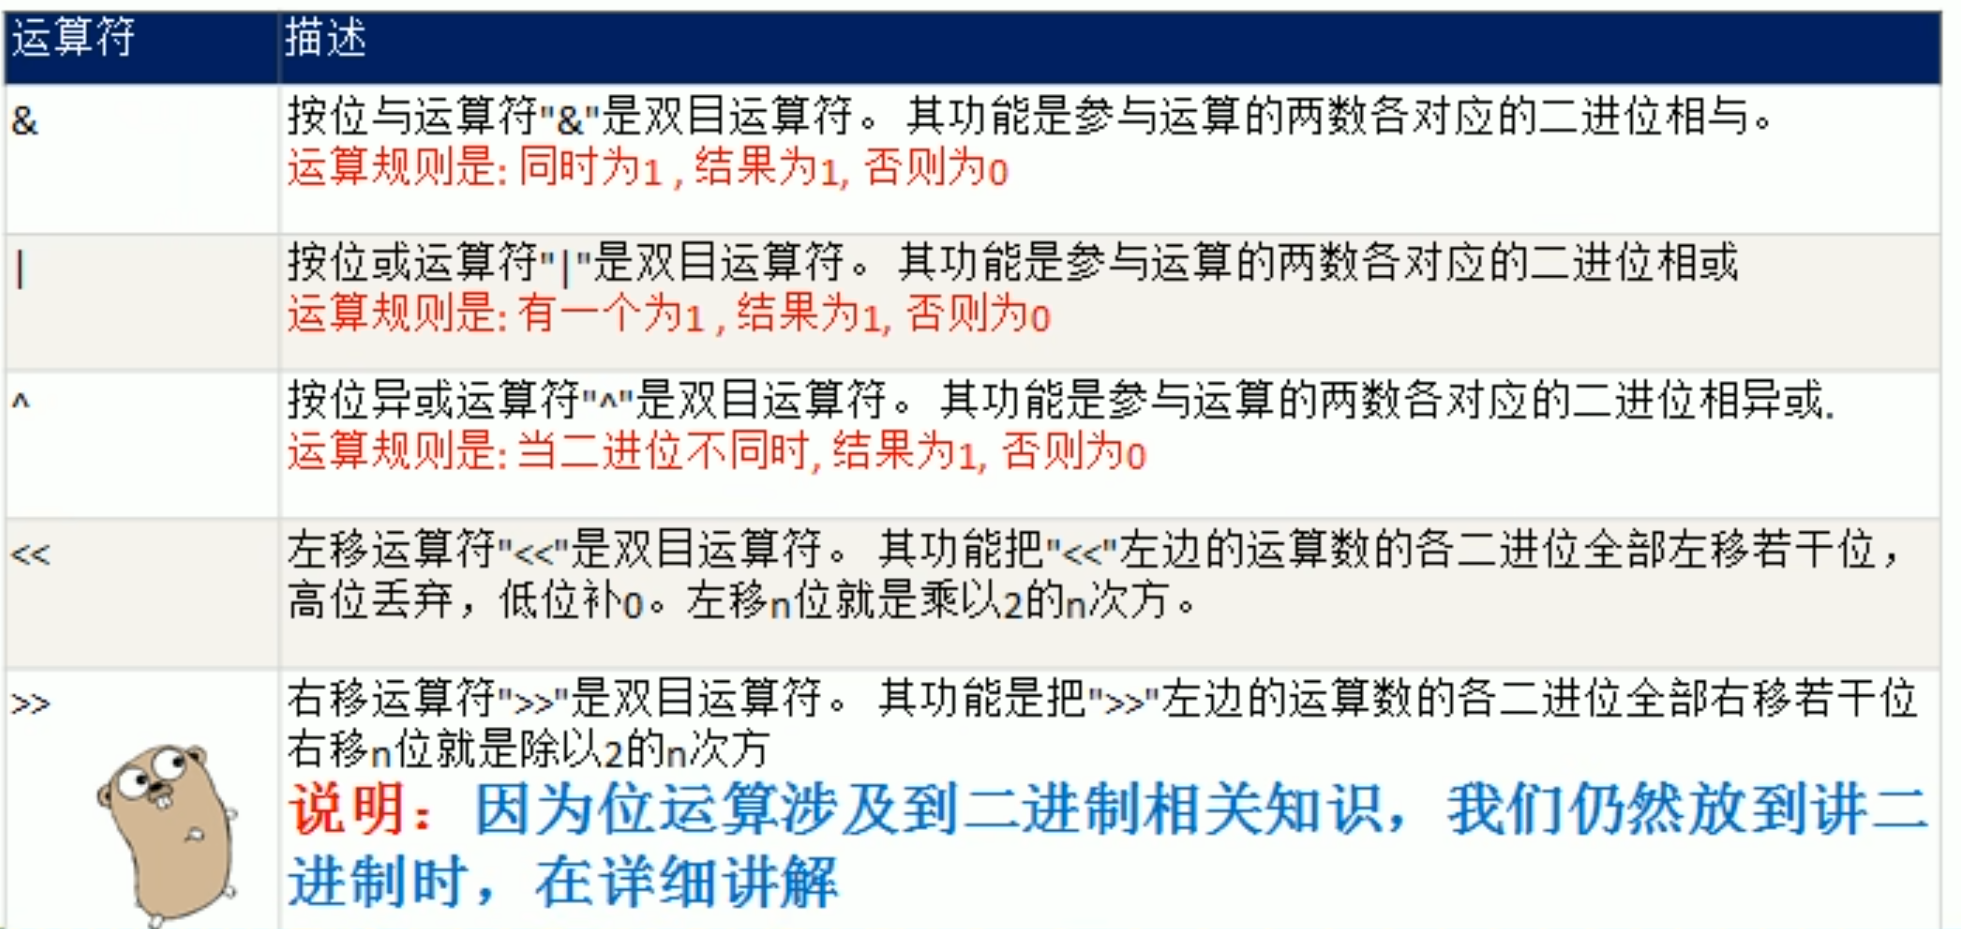 运算符 描述
& 按位与运算符"&"是双目运算符。 其功能是参与运算的两数各对应的二进位相与。
运算规则是: 同时为1 , 结果为1, 否则为0
| 按位或运算符"|"是双目运算符。 其功能是参与运算的两数各对应的二进位相或
运算规则是: 有一个为1 , 结果为1, 否则为0
^ 按位异或运算符"^"是双目运算符。 其功能是参与运算的两数各对应的二进位相异或.
运算规则是: 当二进位不同时, 结果为1, 否则为0
<< 左移运算符"<<"是双目运算符。 其功能把"<<"左边的运算数的各二进位全部左移若干位，
高位丢弃，低位补0。左移n位就是乘以2的n次方。
>> 右移运算符">>"是双目运算符。 其功能是把">>"左边的运算数的各二进位全部右移若干位
右移n位就是除以2的n次方
说明：因为位运算涉及到二进制相关知识，我们仍然放到讲二
进制时，在详细讲解